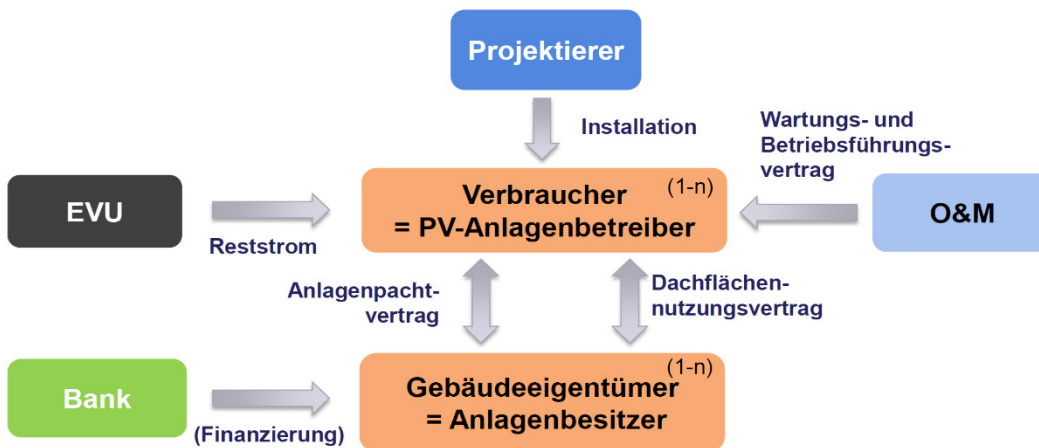 Projektierer
Installation
Wartungs- und
Betriebsführungs-
vertrag
EVU
Reststrom
Verbraucher
(1-n)
= PV-Anlagenbetreiber
O&M
Anlagenpacht-
vertrag
Dachflächen-
nutzungsvertrag
Bank
(Finanzierung)
Gebäudeeigentümer
(1-n)
= Anlagenbesitzer